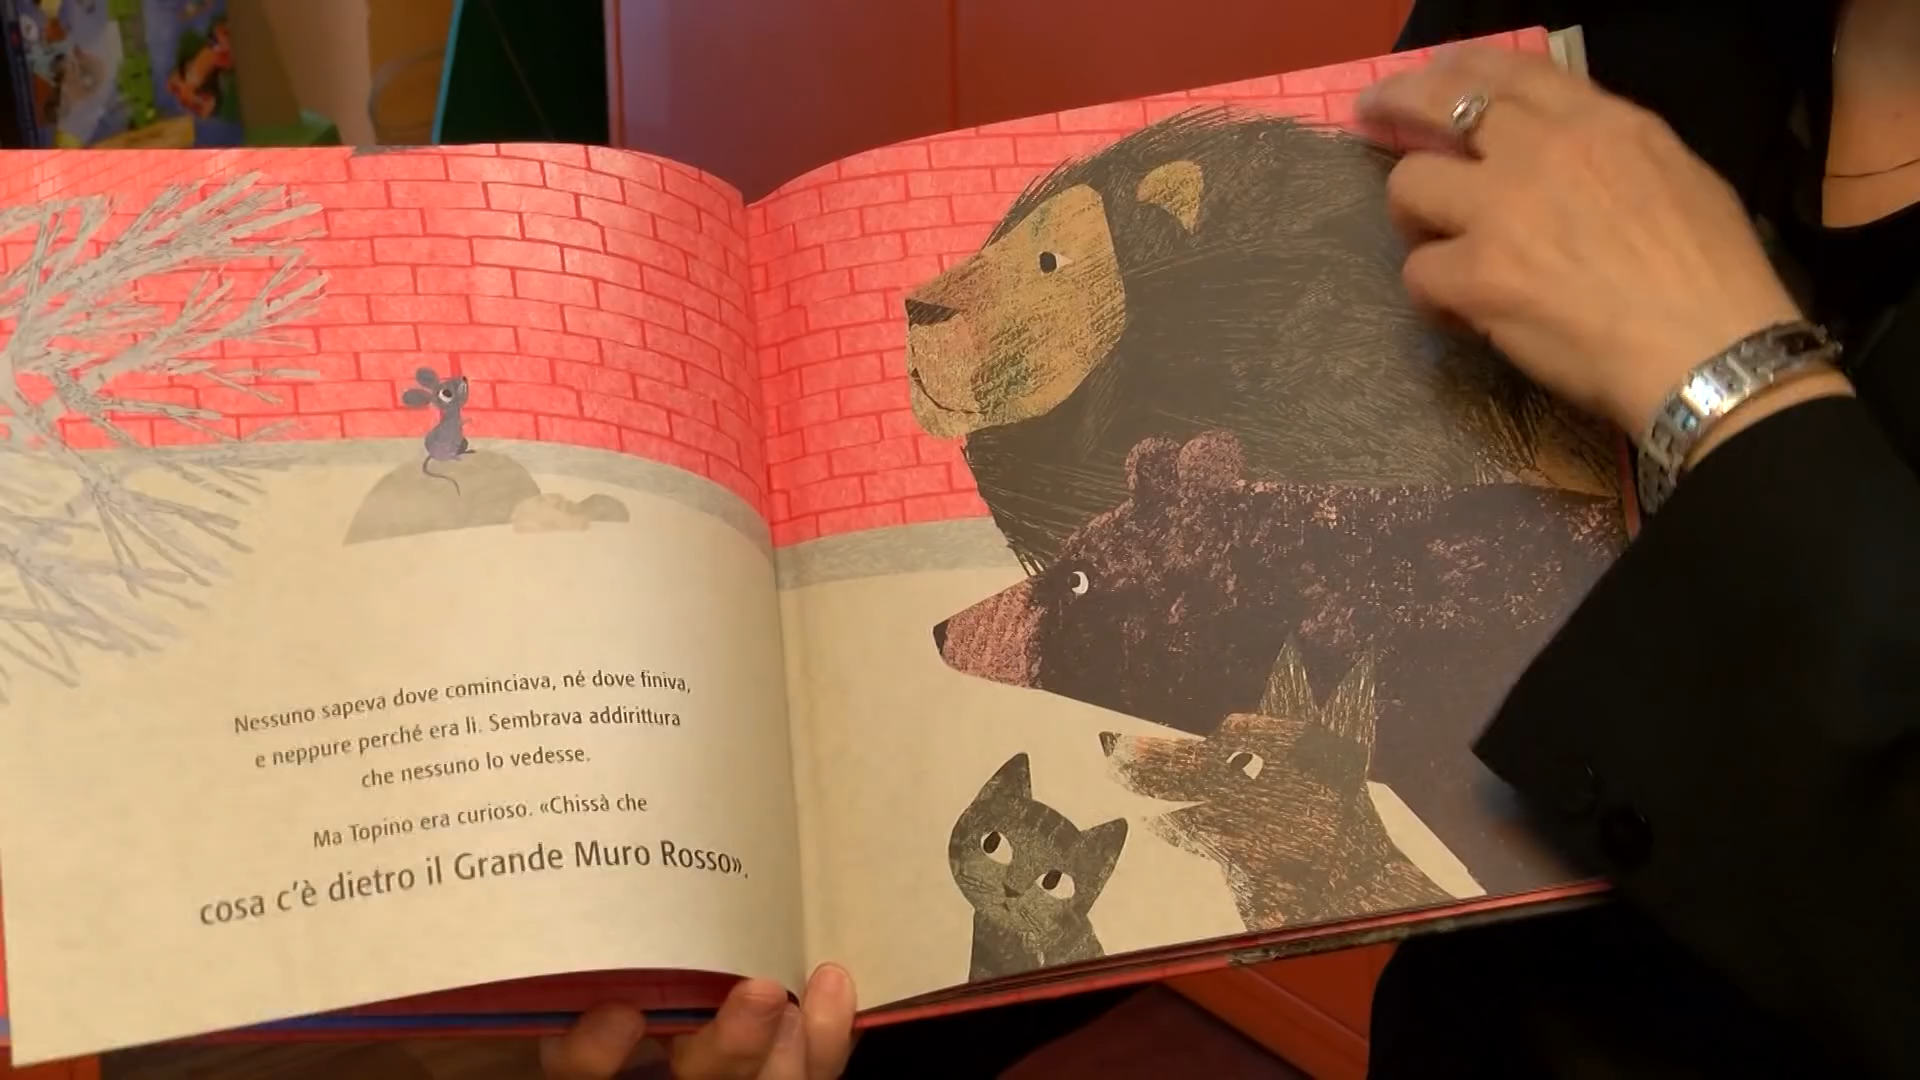 Nessuno sapeva dove cominciava, né dove finiva,
e neppure perché era lì. Sembrava addirittura
che nessuno lo vedesse.
Ma Topino era curioso. «Chissà che
cosa c'è dietro il Grande Muro Rosso».